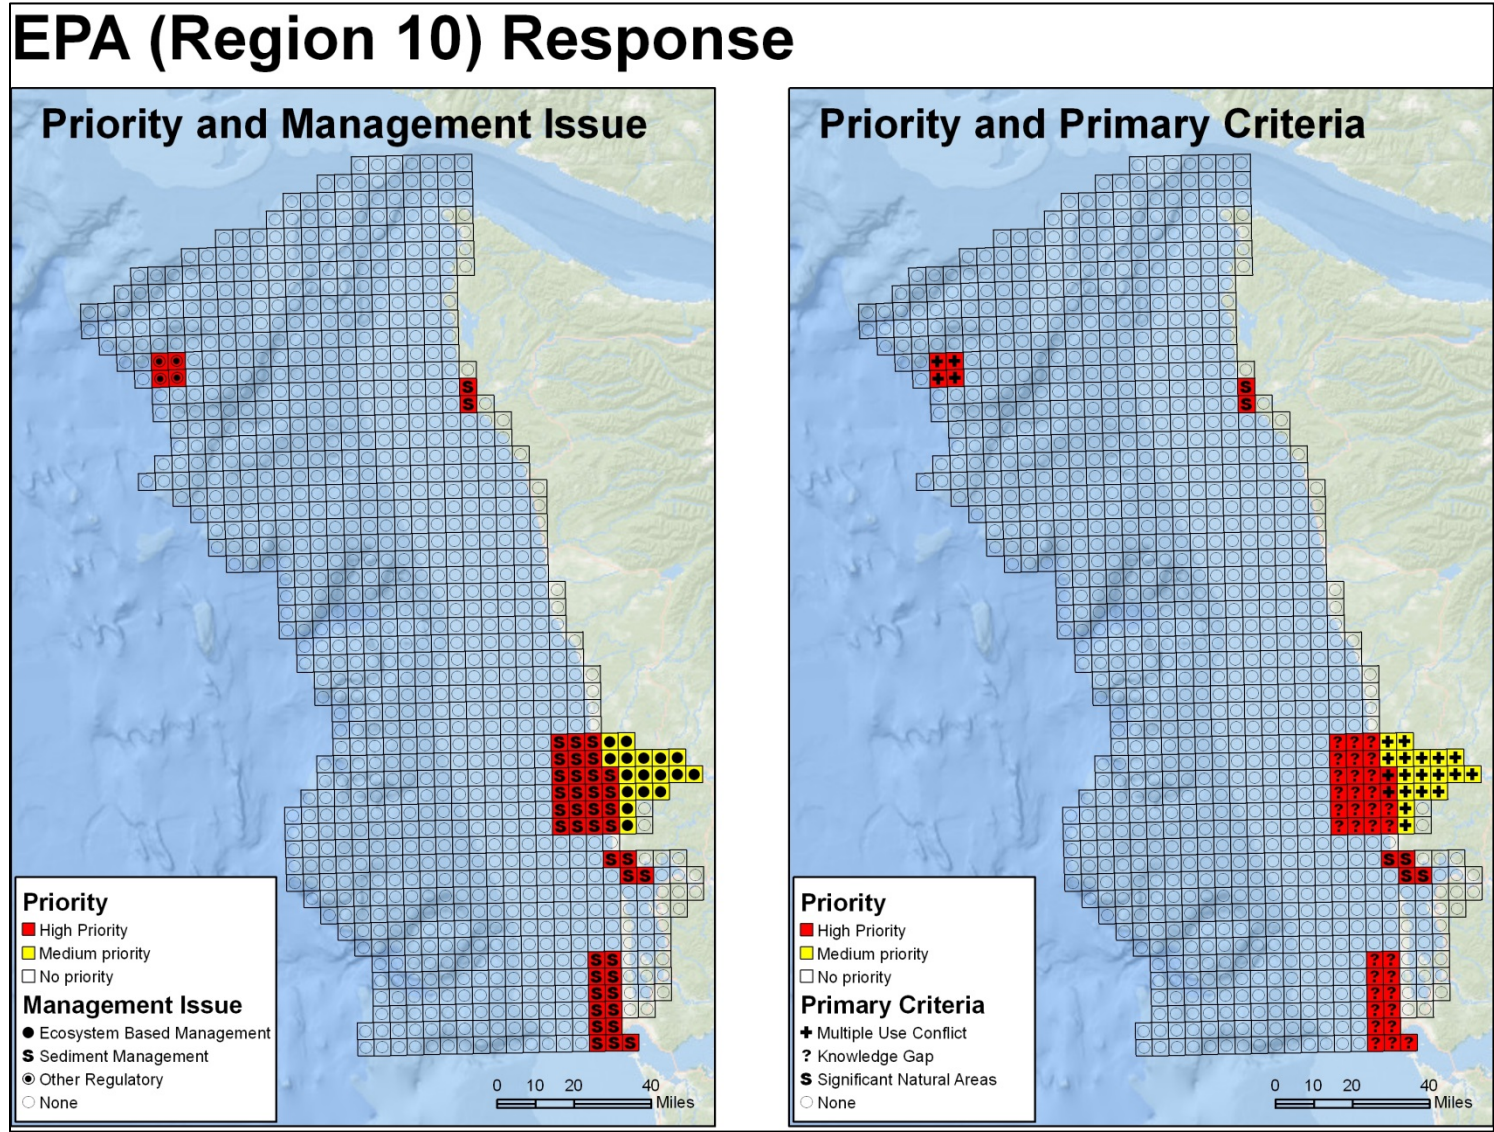 EPA (Region 10) Response
Priority and Management Issue
Priority
High Priority
Medium priority
No priority
Management Issue
Ecosystem Based Management
S Sediment Management
Other Regulatory
None
0 10 20 40
Miles
Priority and Primary Criteria
Priority
High Priority
Medium priority
No priority
Primary Criteria
+ Multiple Use Conflict
? Knowledge Gap
S Significant Natural Areas
None
0 10 20 40
Miles